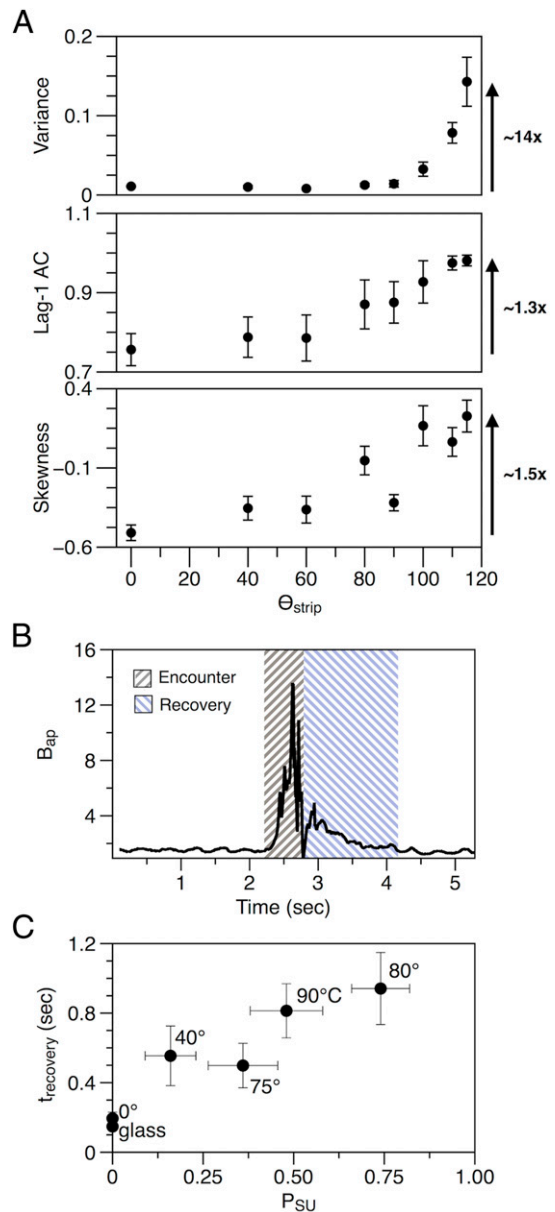 A
0.2
0.1
0
Variance
~14x
1.1
0.9
0.7
Lag-1 AC
~1.3x
0.4
−0.1
−0.6
Skewness
~1.5x
0 20 40 60 80 100 120
Θstrip
B
16
12
8
4
Bap
Encounter
Recovery
1 2 3 4 5
Time (sec)
C
1.2
0.8
0.4
0
trecovery (sec)
80°
90°C
40°
75°
0°
glass
0 0.25 0.50 0.75 1.00
PSU